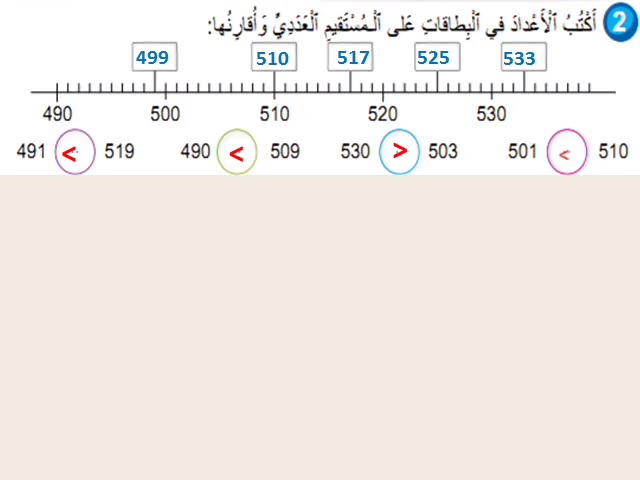 2 أَكْتُبُ ٱلْأَعْدادَ في ٱلْبِطاقاتِ عَلى ٱلْمُسْتَقيمِ ٱلْعَدَدِيِّ وَأُقارِنُها:
499 510 517 525 533
490 500 510 520 530
491 < 519 490 < 509 530 > 503 501 < 510